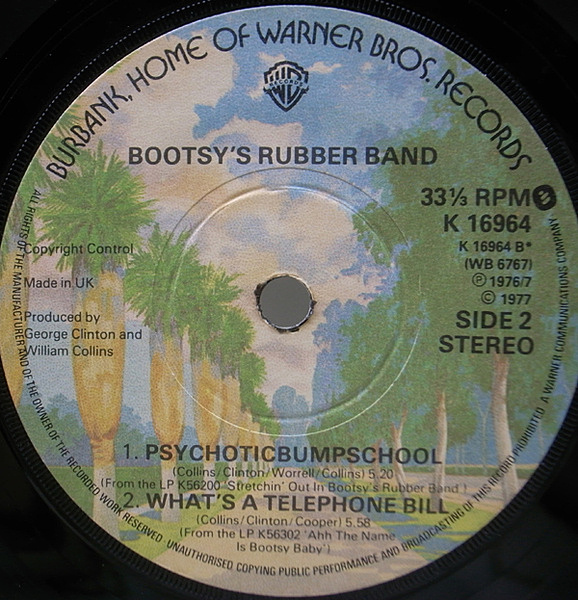 BURBANK, HOME OF WARNER BROS. RECORDS
W RECORDS
BOOTSY'S RUBBER BAND
33⅓ RPM
K 16964
K 16964 B*
(WB 6767)
Ⓟ 1976/7
© 1977
SIDE 2
STEREO
Copyright Control
Made in UK
Produced by
George Clinton and
William Collins
1. PSYCHOTICBUMPSCHOOL
(Collins/Clinton/Worrell/Collins) 5.20
(From the LP K56200 'Stretchin' Out In Bootsy's Rubber Band')
2. WHAT'S A TELEPHONE BILL
(Collins/Clinton/Cooper) 5.58
(From the LP K56302 'Ahh The Name
Is Bootsy Baby')
ALL RIGHTS OF THE MANUFACTURER AND OF THE OWNER OF THE RECORDED WORK RESERVED . UNAUTHORISED COPYING PUBLIC PERFORMANCE AND BROADCASTING OF THIS RECORD PROHIBITED A WARNER COMMUNICATIONS COMPANY